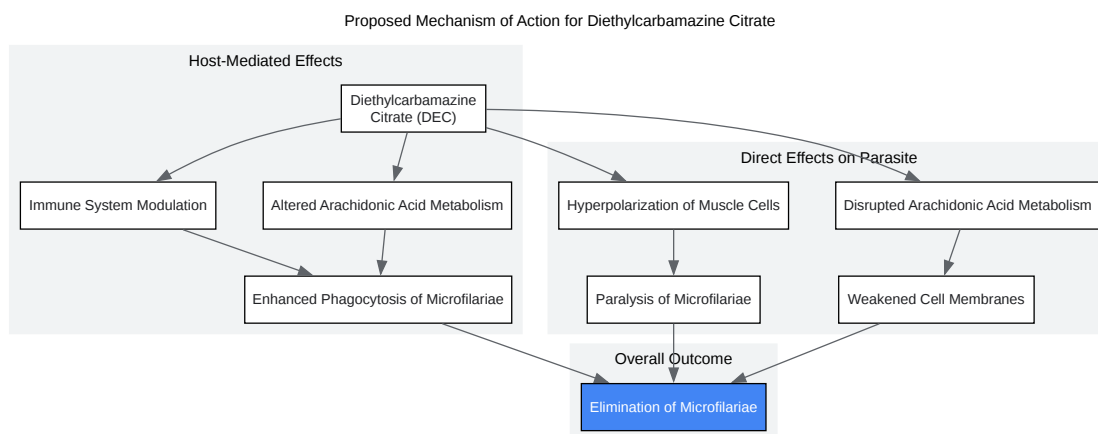 Proposed Mechanism of Action for Diethylcarbamazine Citrate
Host-Mediated Effects
Diethylcarbamazine
Citrate (DEC)
Direct Effects on Parasite
Immune System Modulation
Altered Arachidonic Acid Metabolism
Hyperpolarization of Muscle Cells
Disrupted Arachidonic Acid Metabolism
Enhanced Phagocytosis of Microfilariae
Paralysis of Microfilariae
Weakened Cell Membranes
Overall Outcome
Elimination of Microfilariae